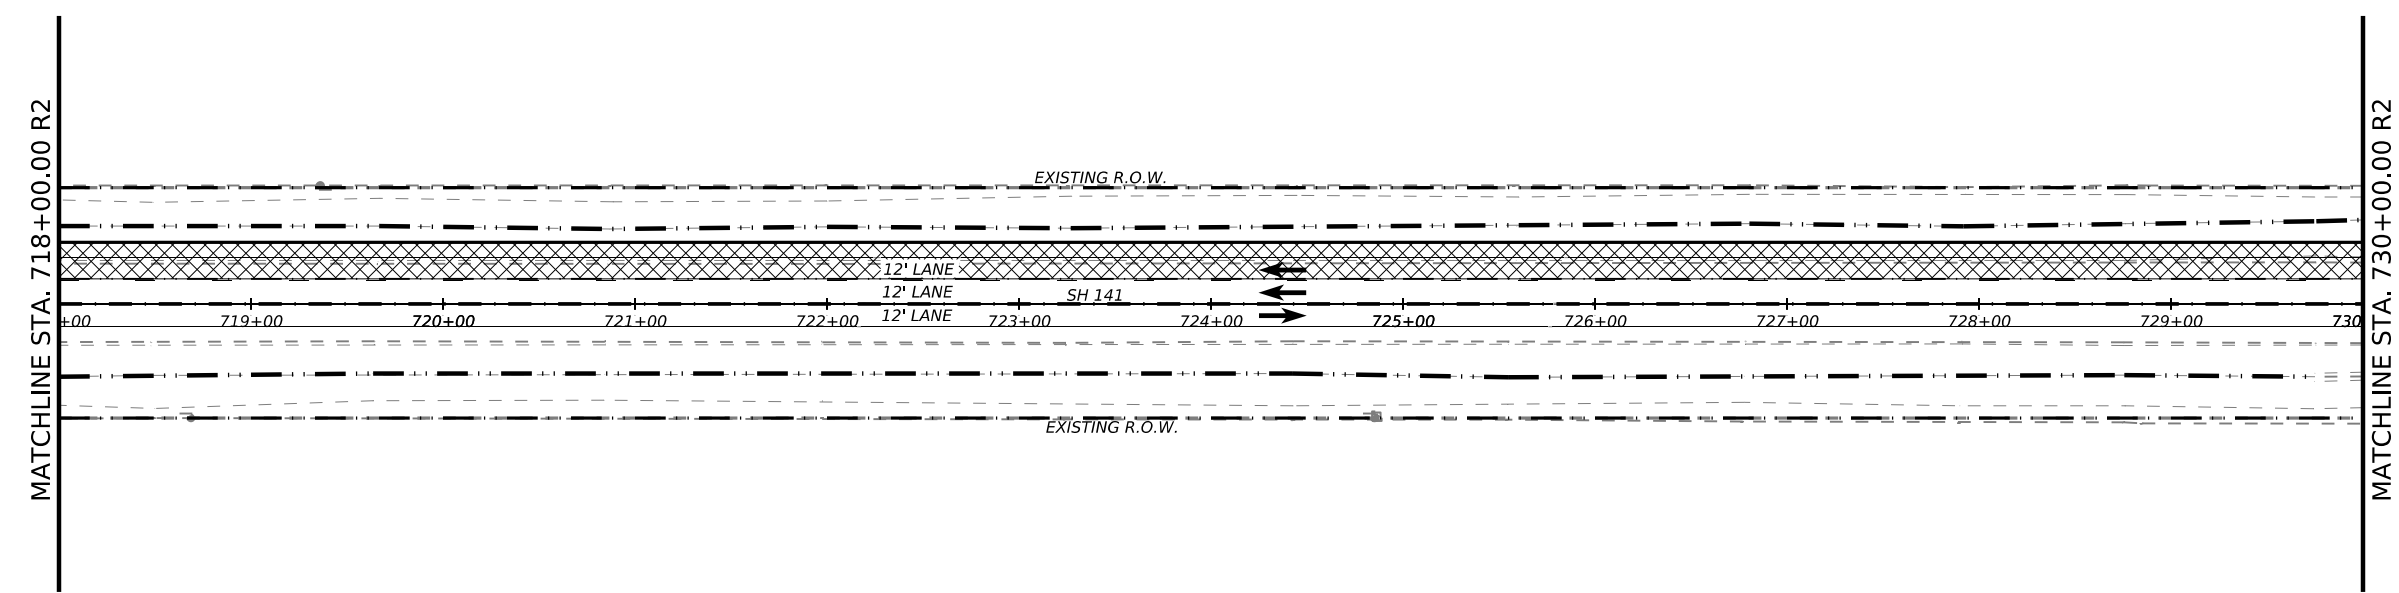 MATCHLINE STA. 718+00.00 R2
EXISTING R.O.W.
12' LANE
12' LANE
SH 141
12' LANE
+00
719+00
720+00
721+00
722+00
723+00
724+00
725+00
726+00
727+00
728+00
729+00
730
EXISTING R.O.W.
MATCHLINE STA. 730+00.00 R2